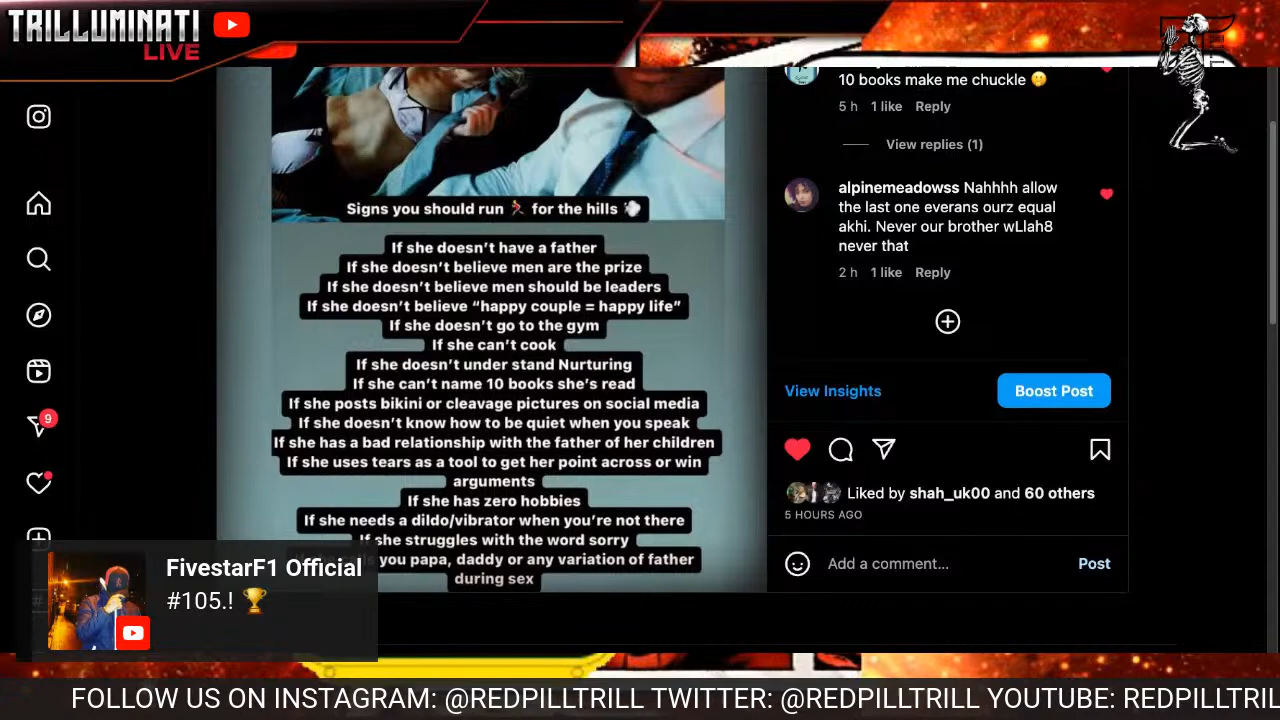 TRILLUMINATI
LIVE
10 books make me chuckle 🤫
5 h 1 like Reply
View replies (1)
alpinemeadowss Nahhhh allow
the last one everans ourz equal
akhi. Never our brother wLlah8
never that
2 h 1 like Reply
Signs you should run 🏃 for the hills 💨
If she doesn't have a father
If she doesn't believe men are the prize
If she doesn't believe men should be leaders
If she doesn't believe “happy couple = happy life”
If she doesn't go to the gym
If she can't cook
If she doesn't under stand Nurturing
If she can't name 10 books she's read
If she posts bikini or cleavage pictures on social media
If she doesn't know how to be quiet when you speak
If she has a bad relationship with the father of her children
If she uses tears as a tool to get her point across or win
arguments
If she has zero hobbies
If she needs a dildo/vibrator when you're not there
If she struggles with the word sorry
you papa, daddy or any variation of father
during sex
View Insights
Boost Post
Liked by shah_uk00 and 60 others
5 HOURS AGO
Add a comment...
Post
9
FivestarF1 Official
#105.! 🏆
FOLLOW US ON INSTAGRAM: @REDPILLTRILL TWITTER: @REDPILLTRILL YOUTUBE: REDPILLTRIL